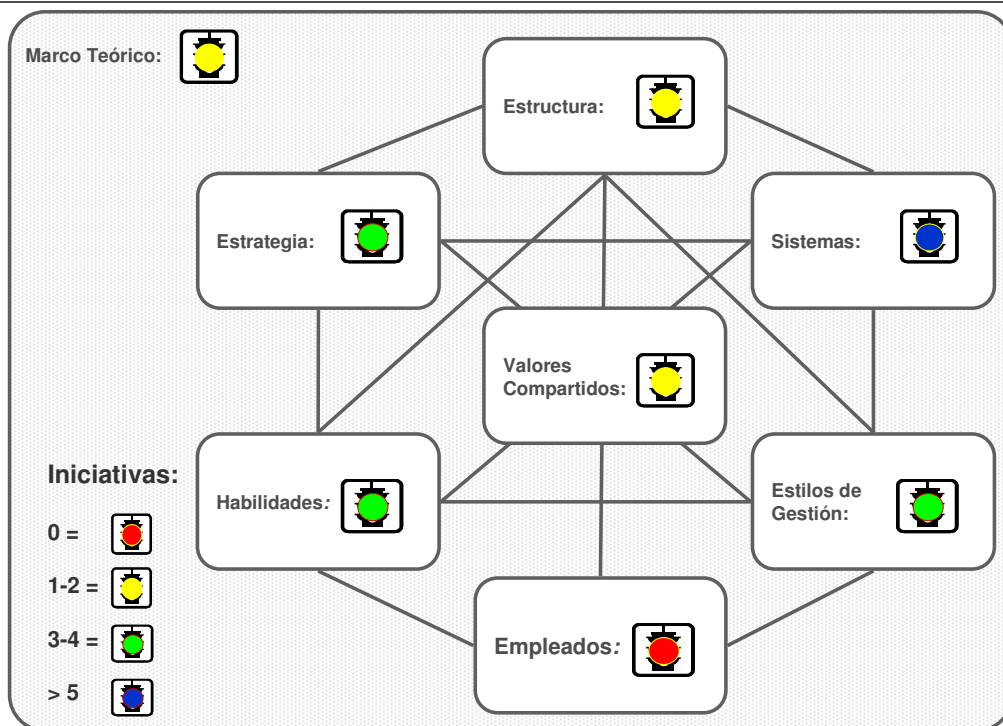 Marco Teórico:
Estructura:
Estrategia:
Sistemas:
Valores
Compartidos:
Habilidades:
Estilos de
Gestión:
Empleados:
Iniciativas:
0 =
1-2 =
3-4 =
> 5